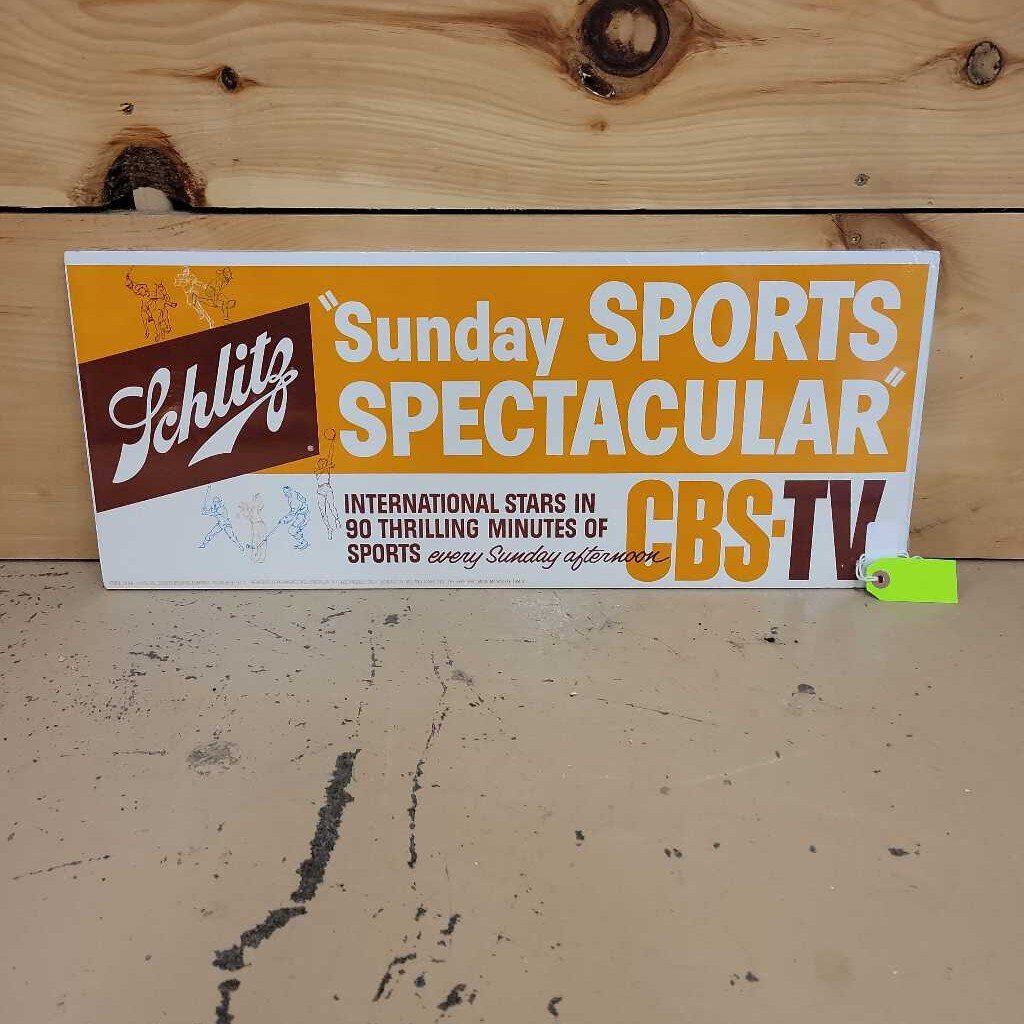 Schlitz
"Sunday SPORTS
SPECTACULAR"
INTERNATIONAL STARS IN
90 THRILLING MINUTES OF
SPORTS every Sunday afternoon
CBS-TV